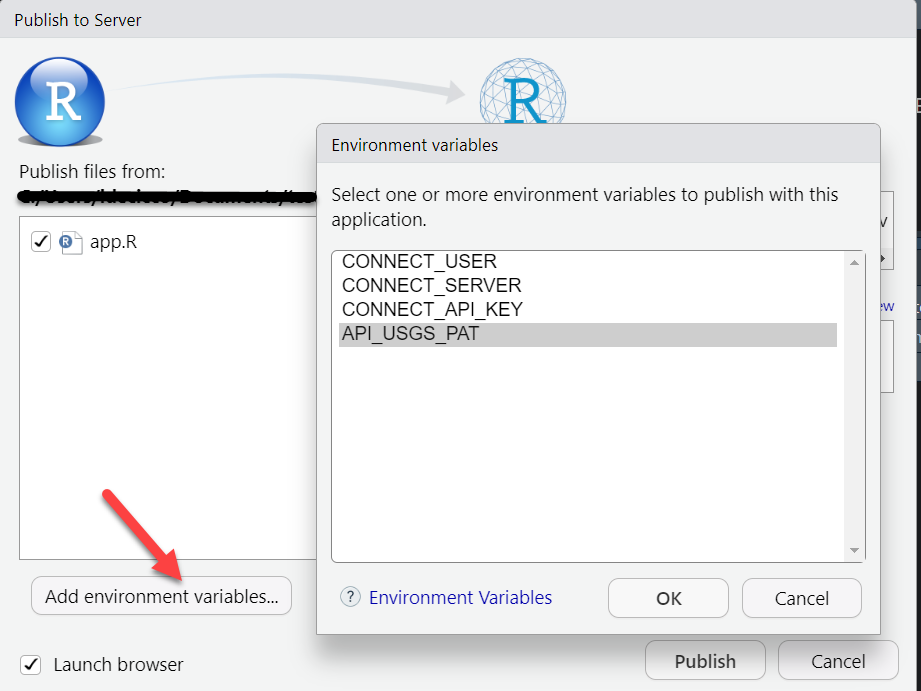 Publish to Server
R
R
Environment variables
Publish files from:
Select one or more environment variables to publish with this
application.
R app.R
CONNECT_USER
CONNECT_SERVER
CONNECT_API_KEY
API_USGS_PAT
Add environment variables...
? Environment Variables
OK
Cancel
Launch browser
Publish
Cancel